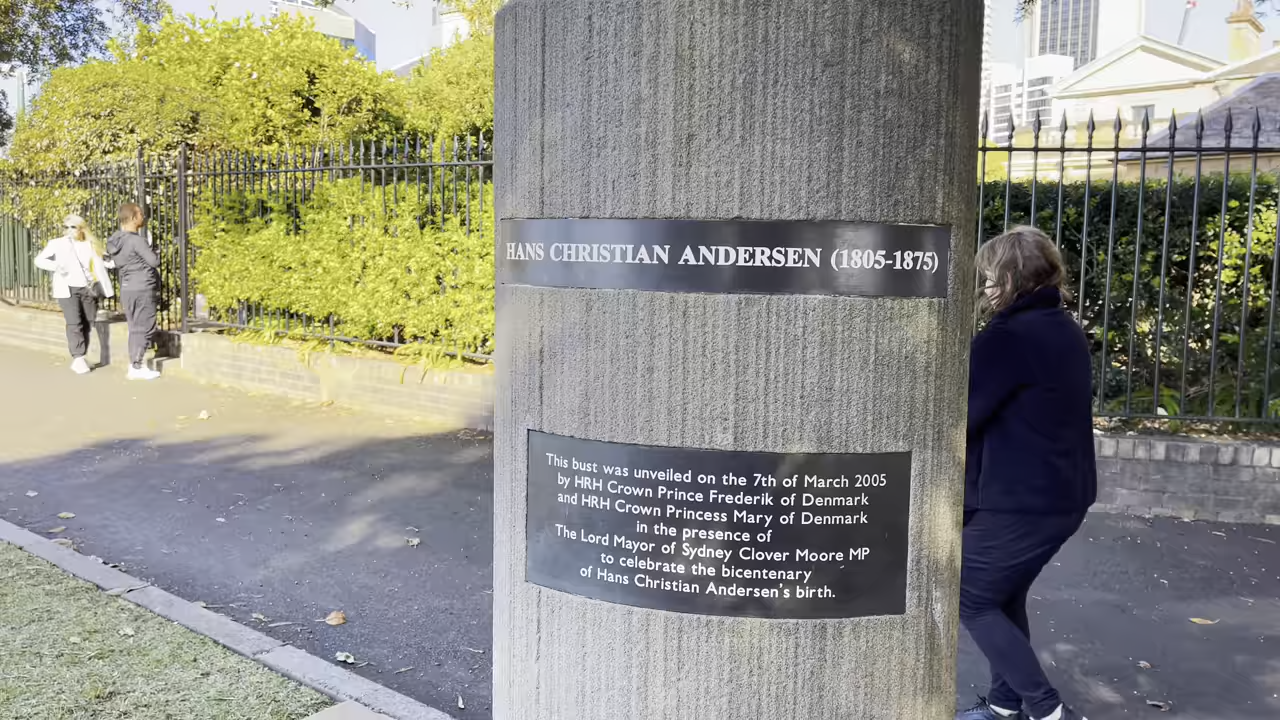 HANS CHRISTIAN ANDERSEN (1805-1875)
This bust was unveiled on the 7th of March 2005
by HRH Crown Prince Frederik of Denmark
and HRH Crown Princess Mary of Denmark
in the presence of
The Lord Mayor of Sydney Clover Moore MP
to celebrate the bicentenary
of Hans Christian Andersen's birth.